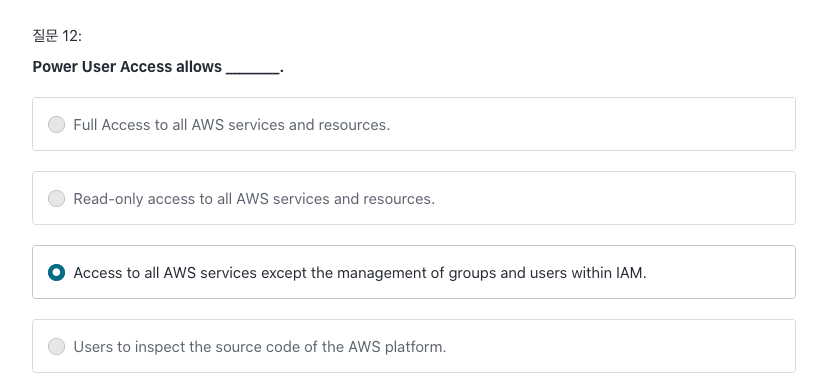 질문 12:
Power User Access allows _______.
Full Access to all AWS services and resources.
Read-only access to all AWS services and resources.
Access to all AWS services except the management of groups and users within IAM.
Users to inspect the source code of the AWS platform.